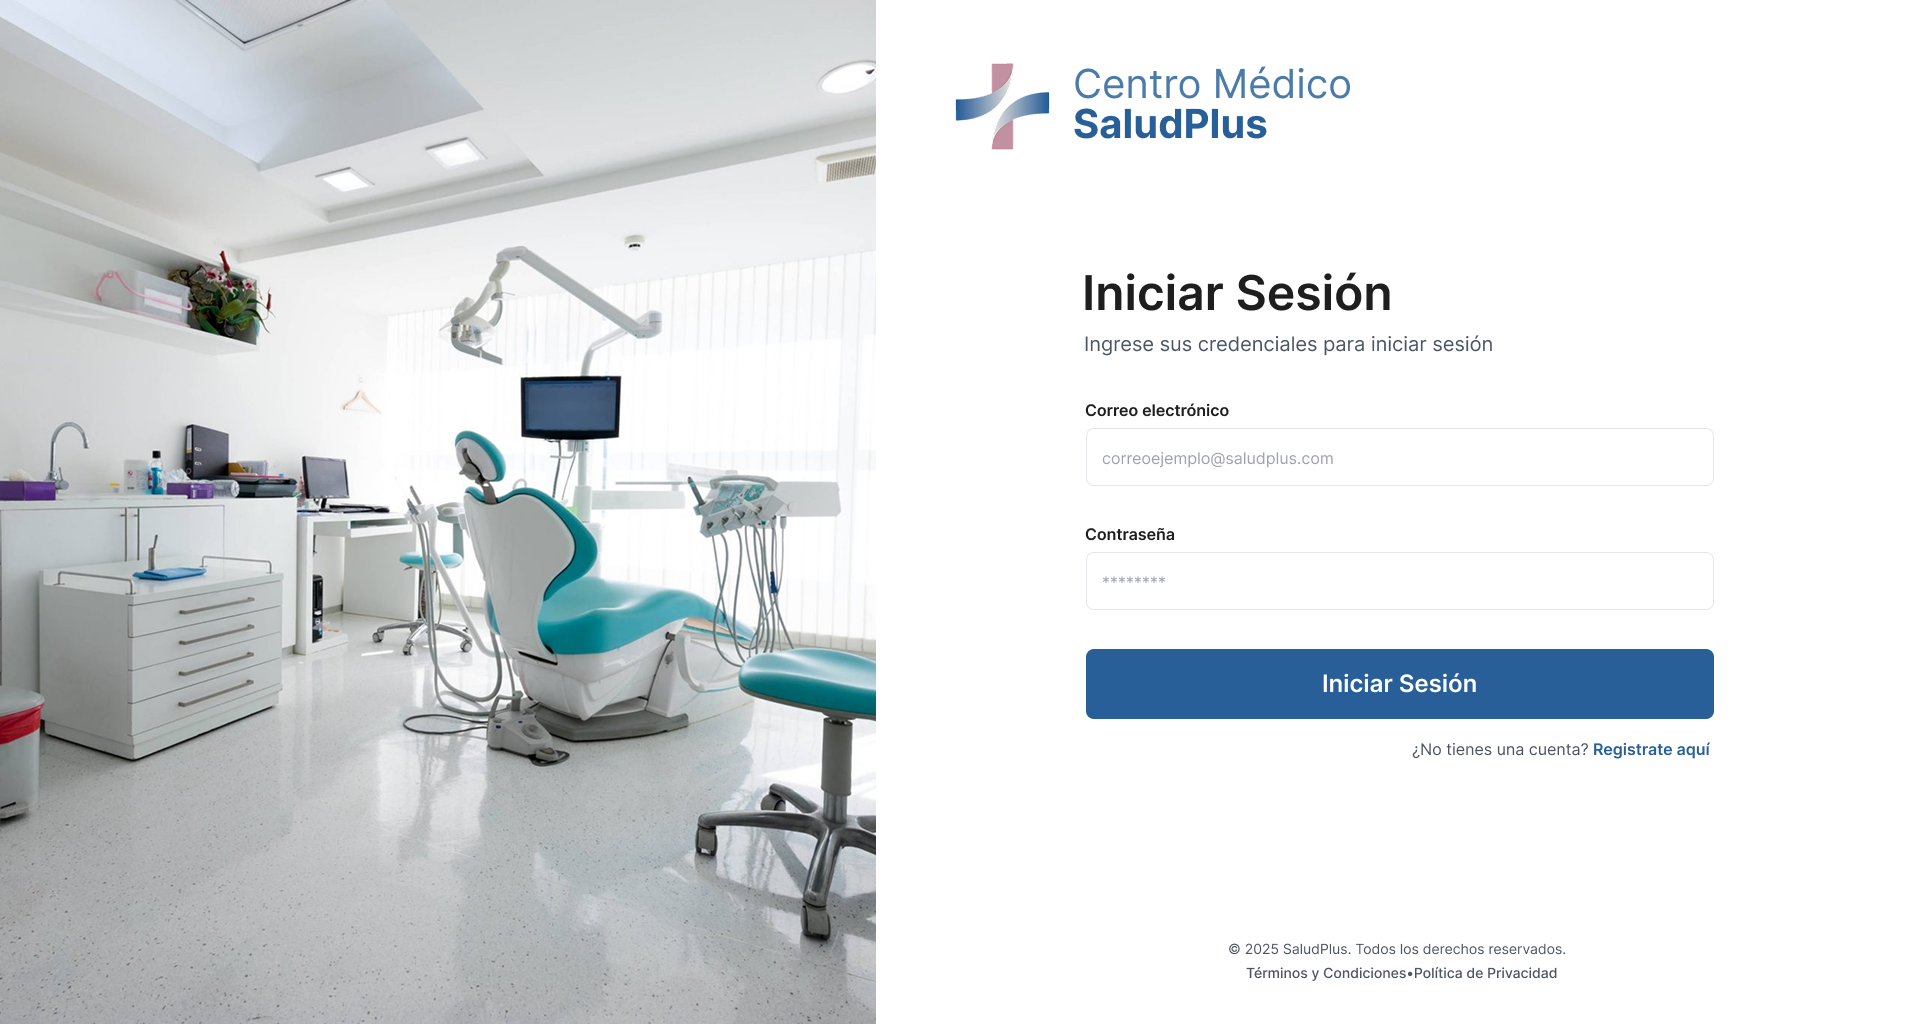 Centro Médico
SaludPlus
Iniciar Sesión
Ingrese sus credenciales para iniciar sesión
Correo electrónico
correoejemplo@saludplus.com
Contraseña
********
Iniciar Sesión
¿No tienes una cuenta? Registrate aquí
© 2025 SaludPlus. Todos los derechos reservados.
Términos y Condiciones•Política de Privacidad